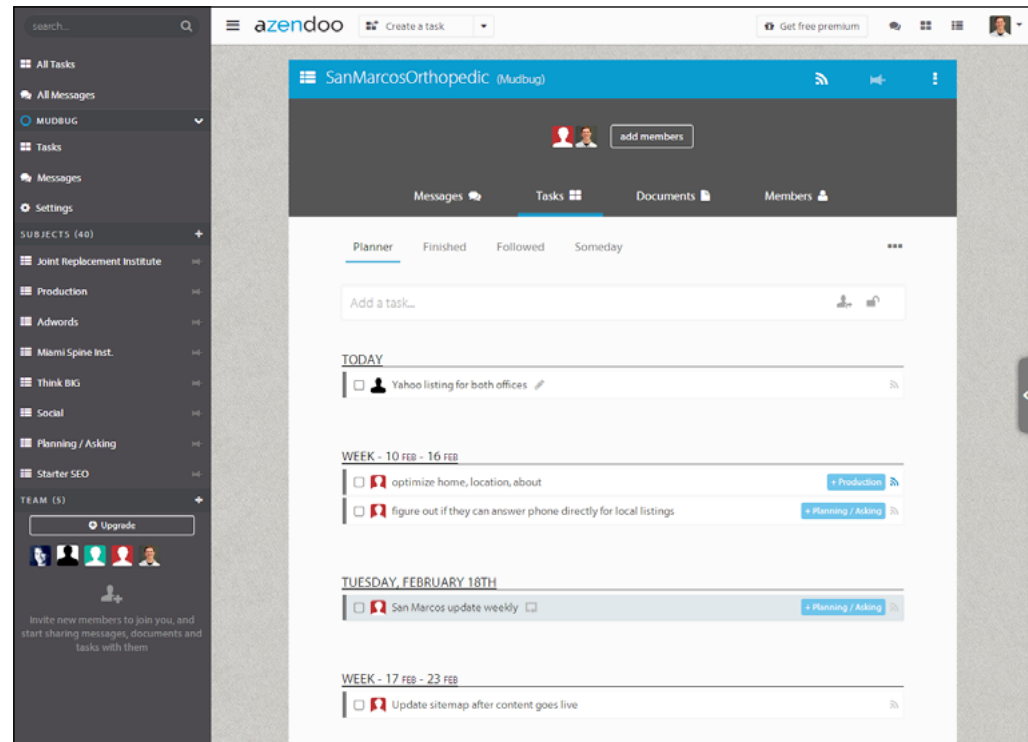 search...
azendoo
Create a task
Get free premium
All Tasks
All Messages
MUDBUG
Tasks
Messages
Settings
SUBJECTS (40)
+
Joint Replacement Institute
Production
Adwords
Miami Spine Inst.
Think BIG
Social
Planning / Asking
Starter SEO
TEAM (5)
+
Upgrade
Invite new members to join you, and
start sharing messages, documents and
tasks with them
SanMarcosOrthopedic (Mudbug)
add members
Messages Tasks Documents Members
Planner Finished Followed Someday
Add a task...
TODAY
Yahoo listing for both offices
WEEK - 10 FEB - 16 FEB
optimize home, location, about + Production
figure out if they can answer phone directly for local listings + Planning / Asking
TUESDAY, FEBRUARY 18TH
San Marcos update weekly + Planning / Asking
WEEK - 17 FEB - 23 FEB
Update sitemap after content goes live